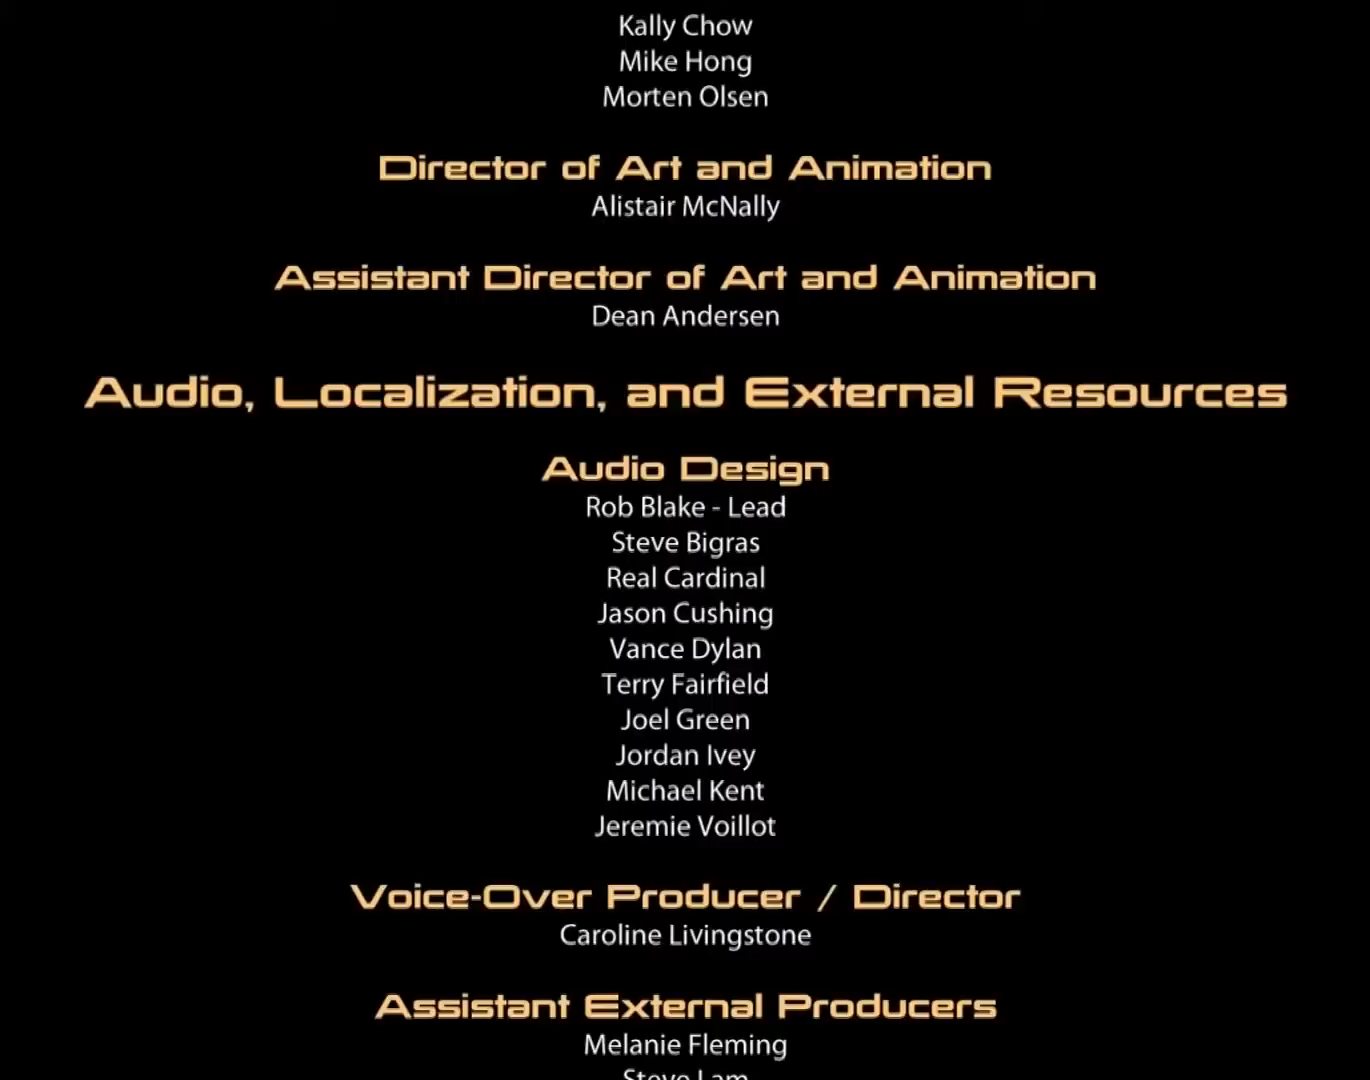 Kally Chow
Mike Hong
Morten Olsen
Director of Art and Animation
Alistair McNally
Assistant Director of Art and Animation
Dean Andersen
Audio, Localization, and External Resources
Audio Design
Rob Blake - Lead
Steve Bigras
Real Cardinal
Jason Cushing
Vance Dylan
Terry Fairfield
Joel Green
Jordan Ivey
Michael Kent
Jeremie Voillot
Voice-Over Producer / Director
Caroline Livingstone
Assistant External Producers
Melanie Fleming
Steve Lam